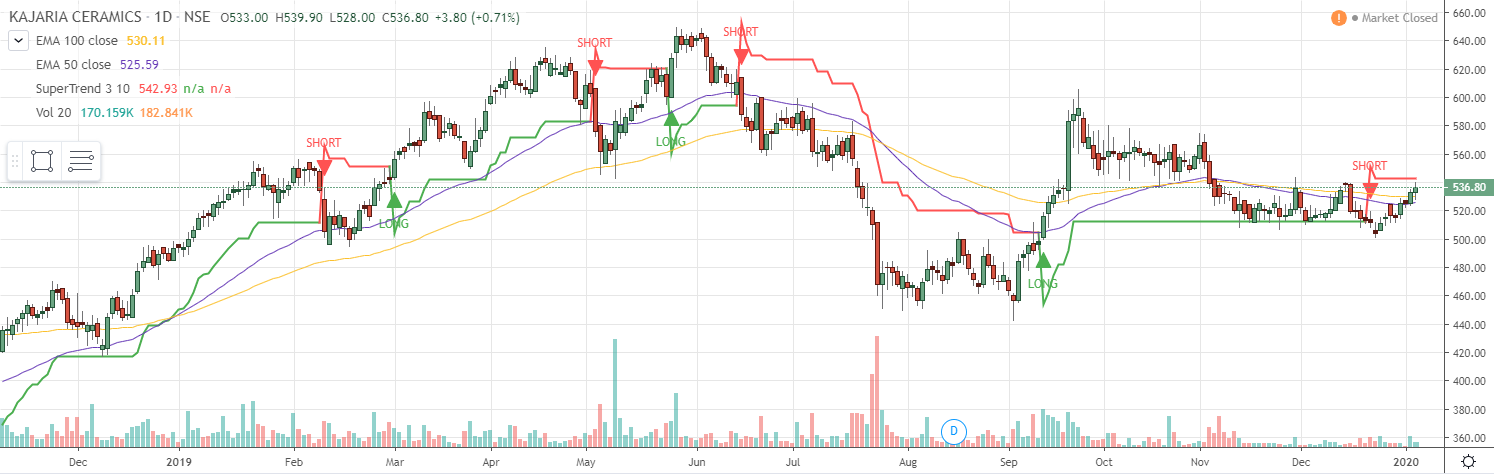 KAJARIA CERAMICS · 1D · NSE O533.00 H539.90 L528.00 C536.80 +3.80 (+0.71%)
! Market Closed
EMA 100 close 530.11
EMA 50 close 525.59
SuperTrend 3 10 542.93 n/a n/a
Vol 20 170.159K 182.841K
SHORT
SHORT
SHORT
SHORT
LONG
LONG
LONG
D
660.00
640.00
620.00
600.00
580.00
560.00
536.80
520.00
500.00
480.00
460.00
440.00
420.00
400.00
380.00
360.00
Dec 2019 Feb Mar Apr May Jun Jul Aug Sep Oct Nov Dec 2020